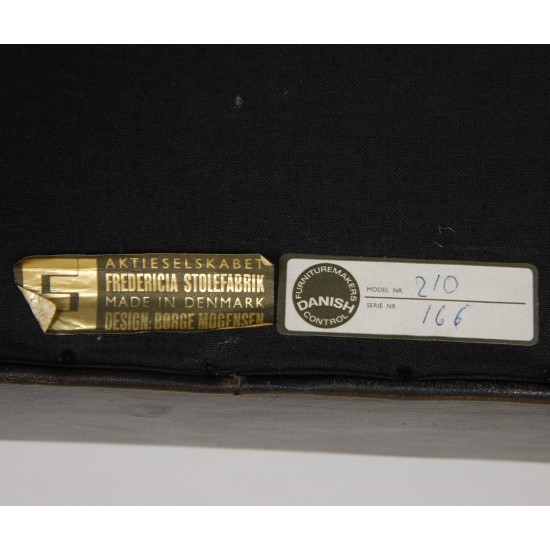 AKTIESELSKABET
FREDERICIA STOLEFABRIK
MADE IN DENMARK
DESIGN: BØRGE MOGENSEN
FURNITUREMAKERS
DANISH
CONTROL
MODEL NR. 210
SERIE NR. 166